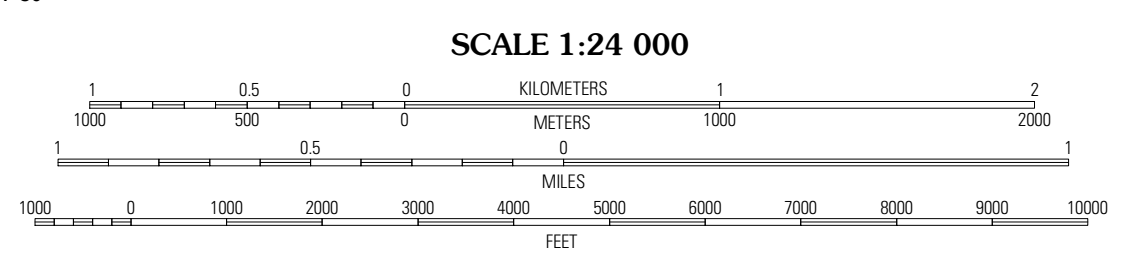 SCALE 1:24 000
1 0.5 0 KILOMETERS 1 2
1000 500 0 METERS 1000 2000
1 0.5 0 1
MILES
1000 0 1000 2000 3000 4000 5000 6000 7000 8000 9000 10000
FEET